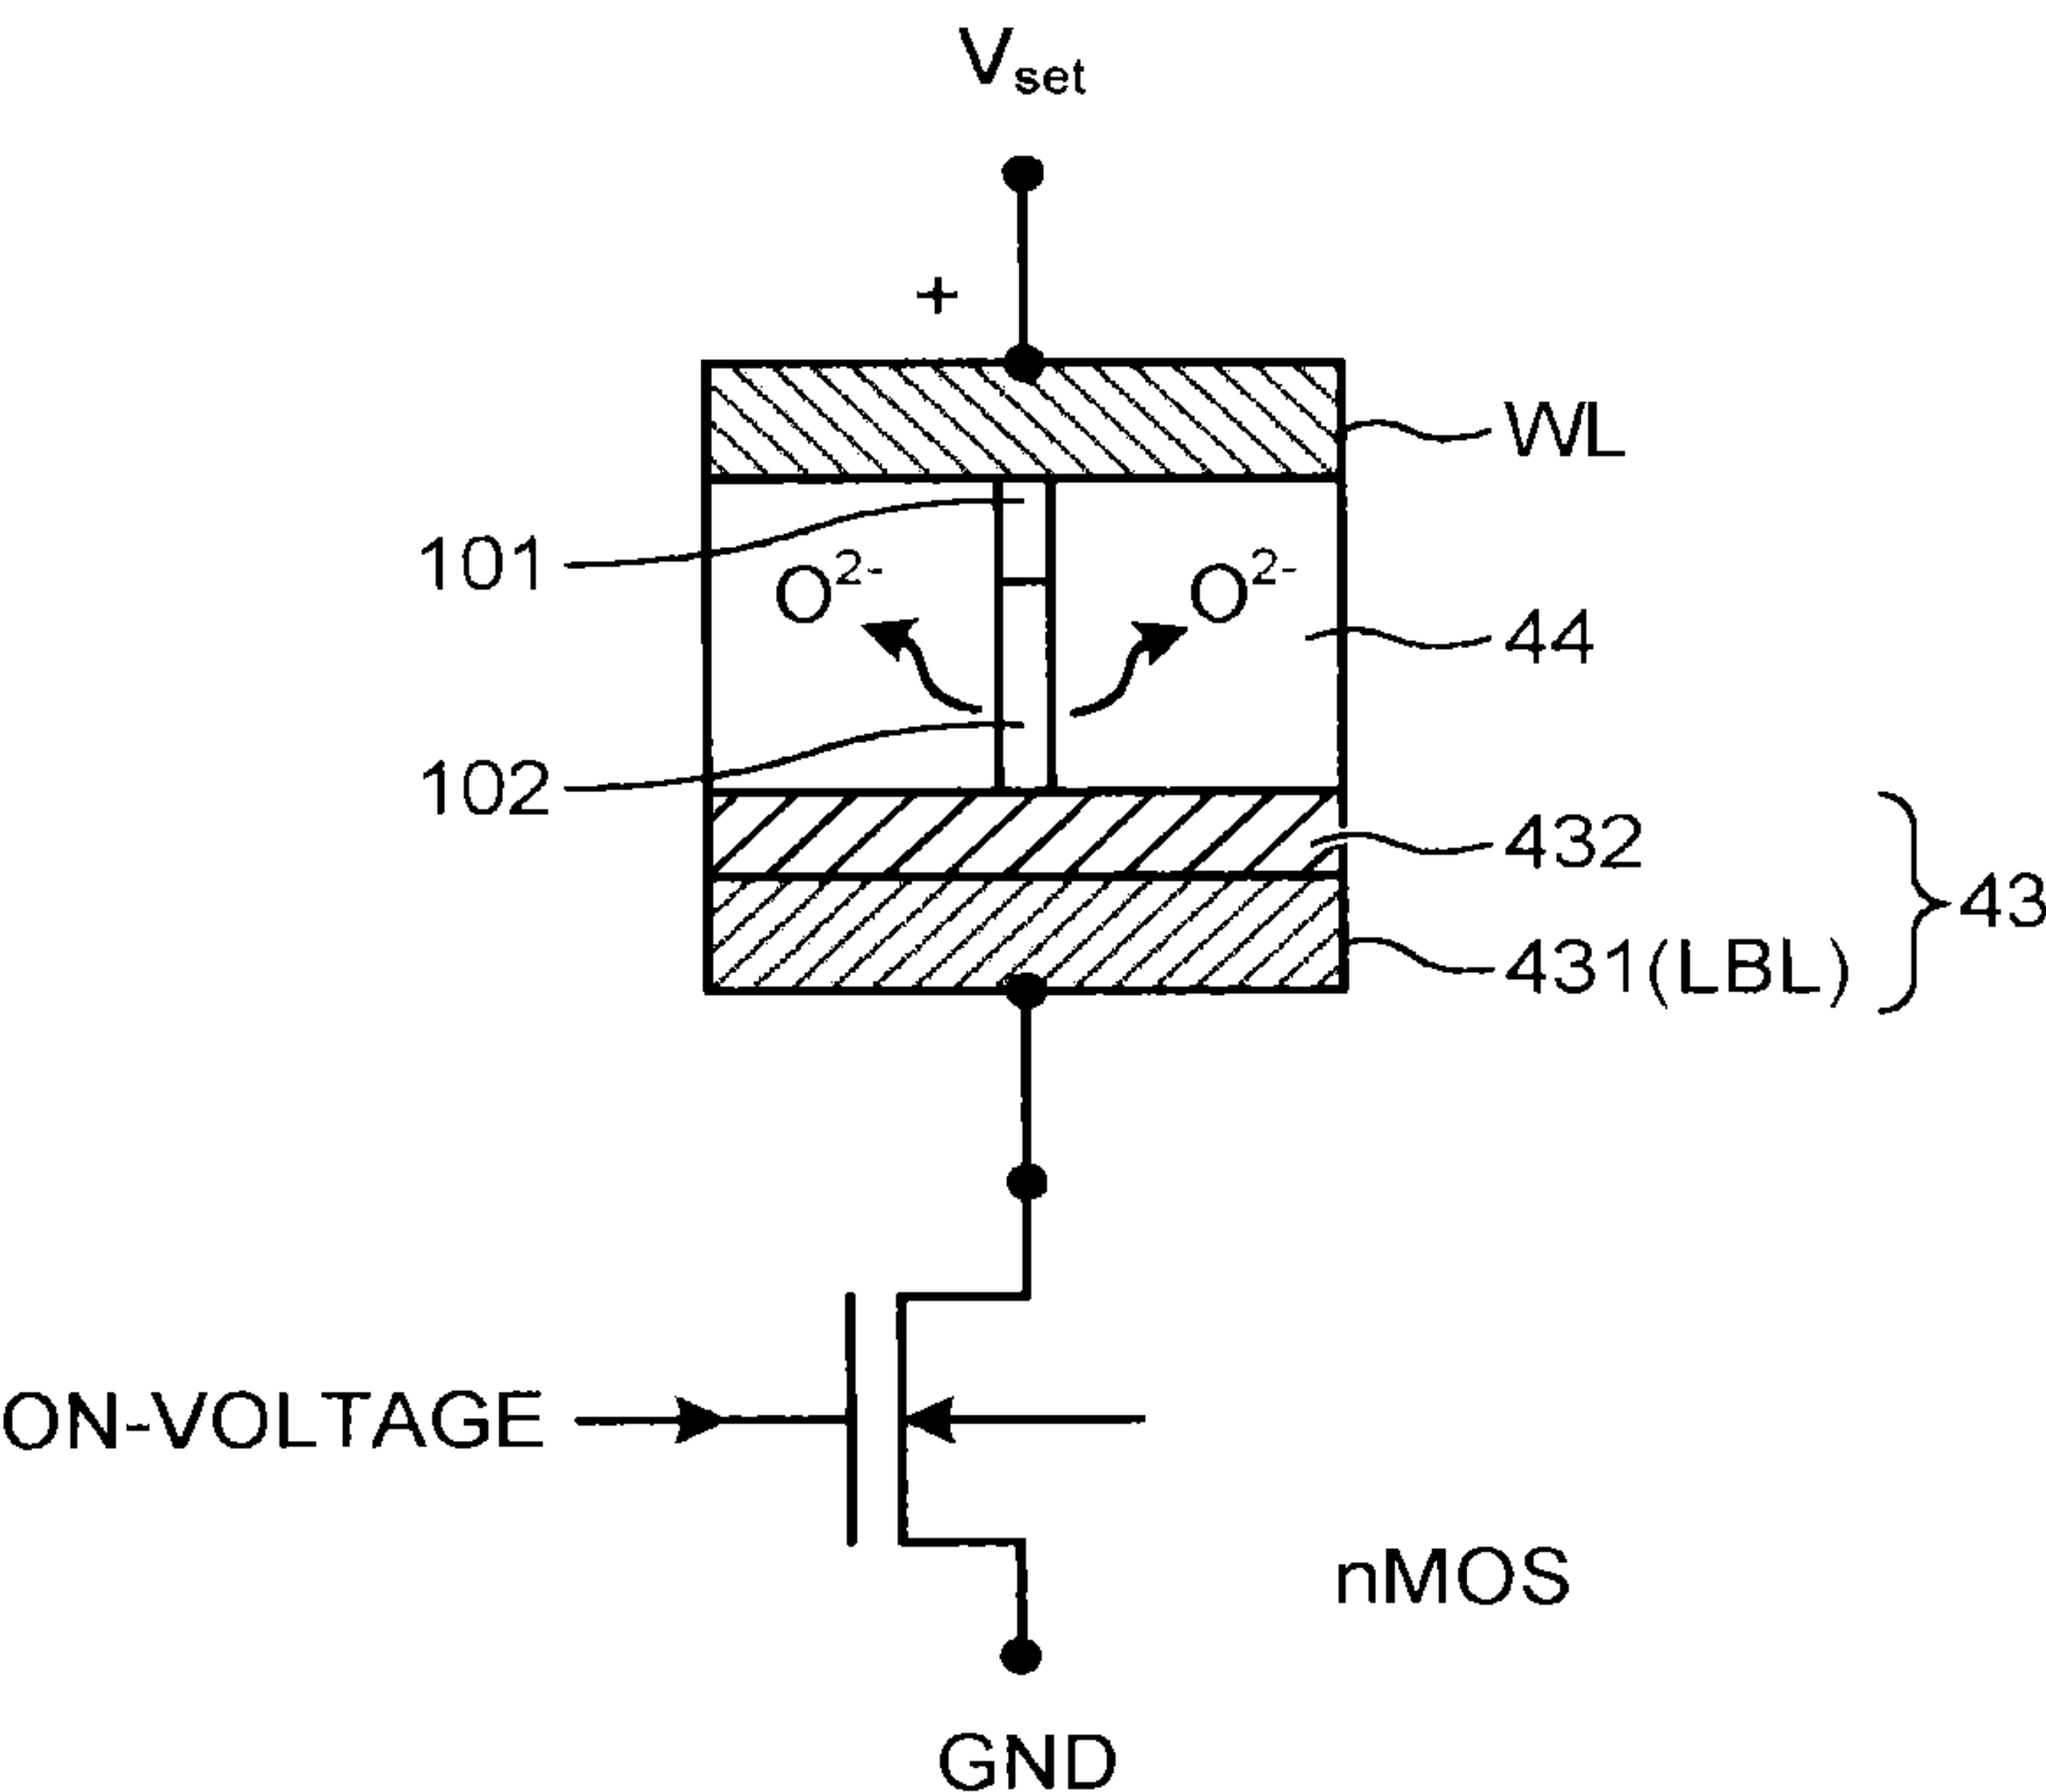 Vset
+
WL
101
O2-
O2-
44
102
432
43
431(LBL)
ON-VOLTAGE
nMOS
GND